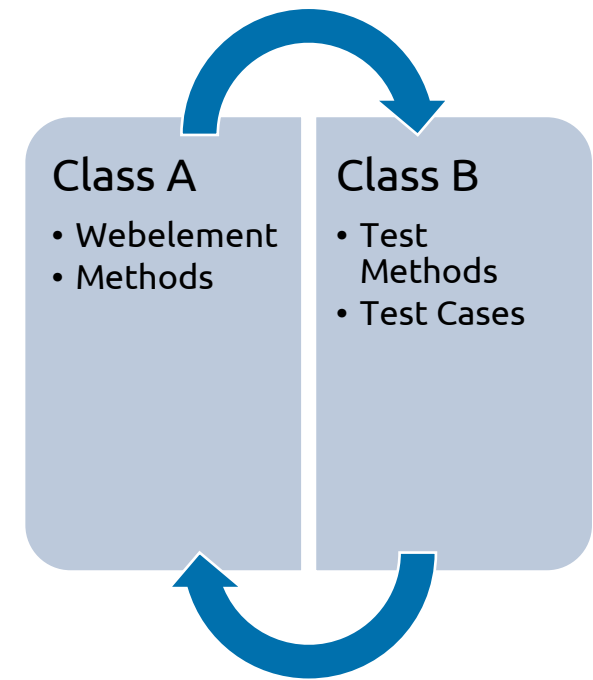 Class A
• Webelement
• Methods
Class B
• Test
Methods
• Test Cases